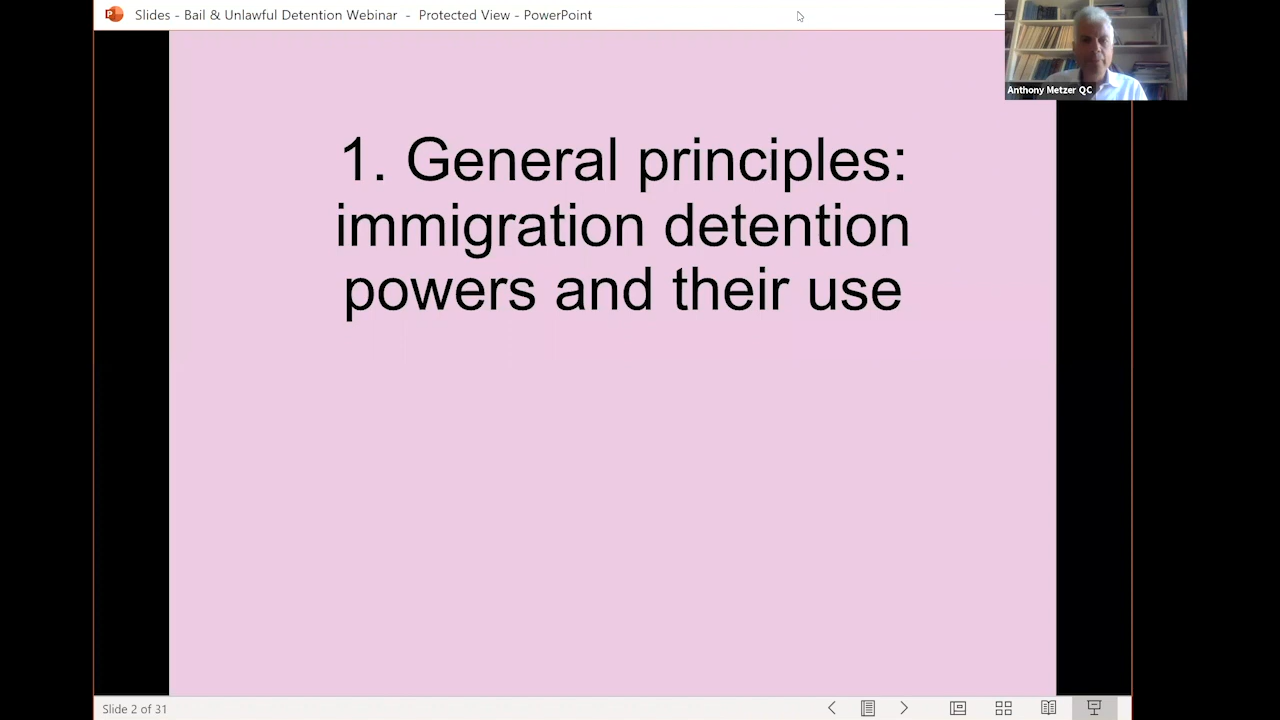 Slides - Bail & Unlawful Detention Webinar - Protected View - PowerPoint
Anthony Metzer QC
1. General principles:
immigration detention
powers and their use
Slide 2 of 31